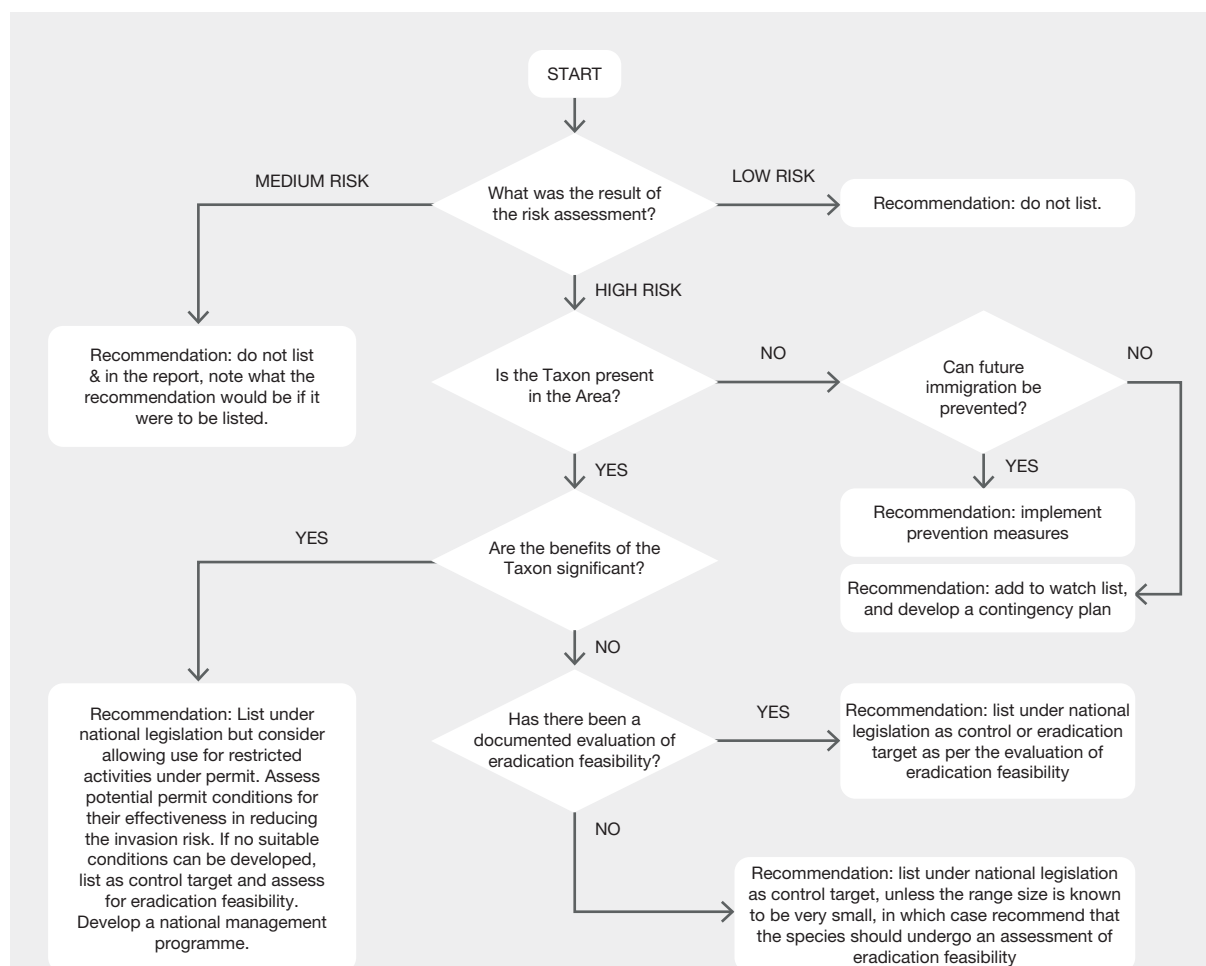 START
What was the result of
the risk assessment?
MEDIUM RISK
LOW RISK
Recommendation: do not list.
HIGH RISK
Recommendation: do not list
& in the report, note what the
recommendation would be if it
were to be listed.
Is the Taxon present
in the Area?
NO
Can future
immigration be
prevented?
NO
YES
YES
Recommendation: implement
prevention measures
Recommendation: add to watch list,
and develop a contingency plan
YES
Are the benefits of the
Taxon significant?
NO
Recommendation: List under
national legislation but consider
allowing use for restricted
activities under permit. Assess
potential permit conditions for
their effectiveness in reducing
the invasion risk. If no suitable
conditions can be developed,
list as control target and assess
for eradication feasibility.
Develop a national management
programme.
Has there been a
documented evaluation of
eradication feasibility?
YES
Recommendation: list under national
legislation as control or eradication
target as per the evaluation of
eradication feasibility
NO
Recommendation: list under national legislation
as control target, unless the range size is known
to be very small, in which case recommend that
the species should undergo an assessment of
eradication feasibility